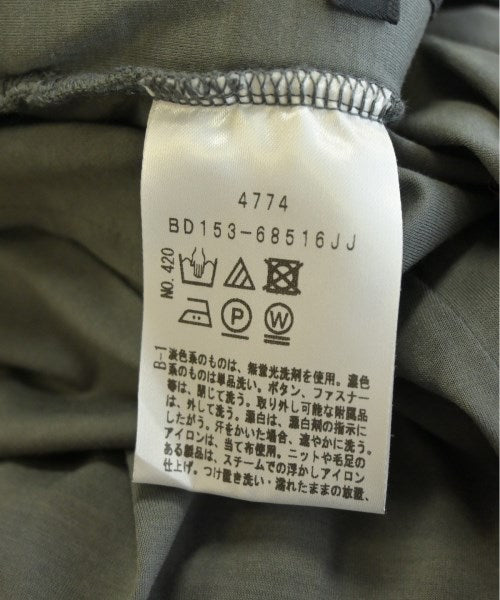 4774
BD153-68516JJ
NO.420
P W
B-1
淡色系のものは、無蛍光洗剤を使用。濃色
系のものは単品洗い。ボタン、ファスナー
等は、閉じて洗う。取り外し可能な附属品
は、外して洗う。漂白は、漂白剤の指示に
したがう。汗をかいた場合、速やかに洗う。
アイロンは、当て布使用。ニットや毛足の
ある製品は、スチームでの浮かしアイロン
仕上げ。つけ置き洗い・濡れたままの放置、